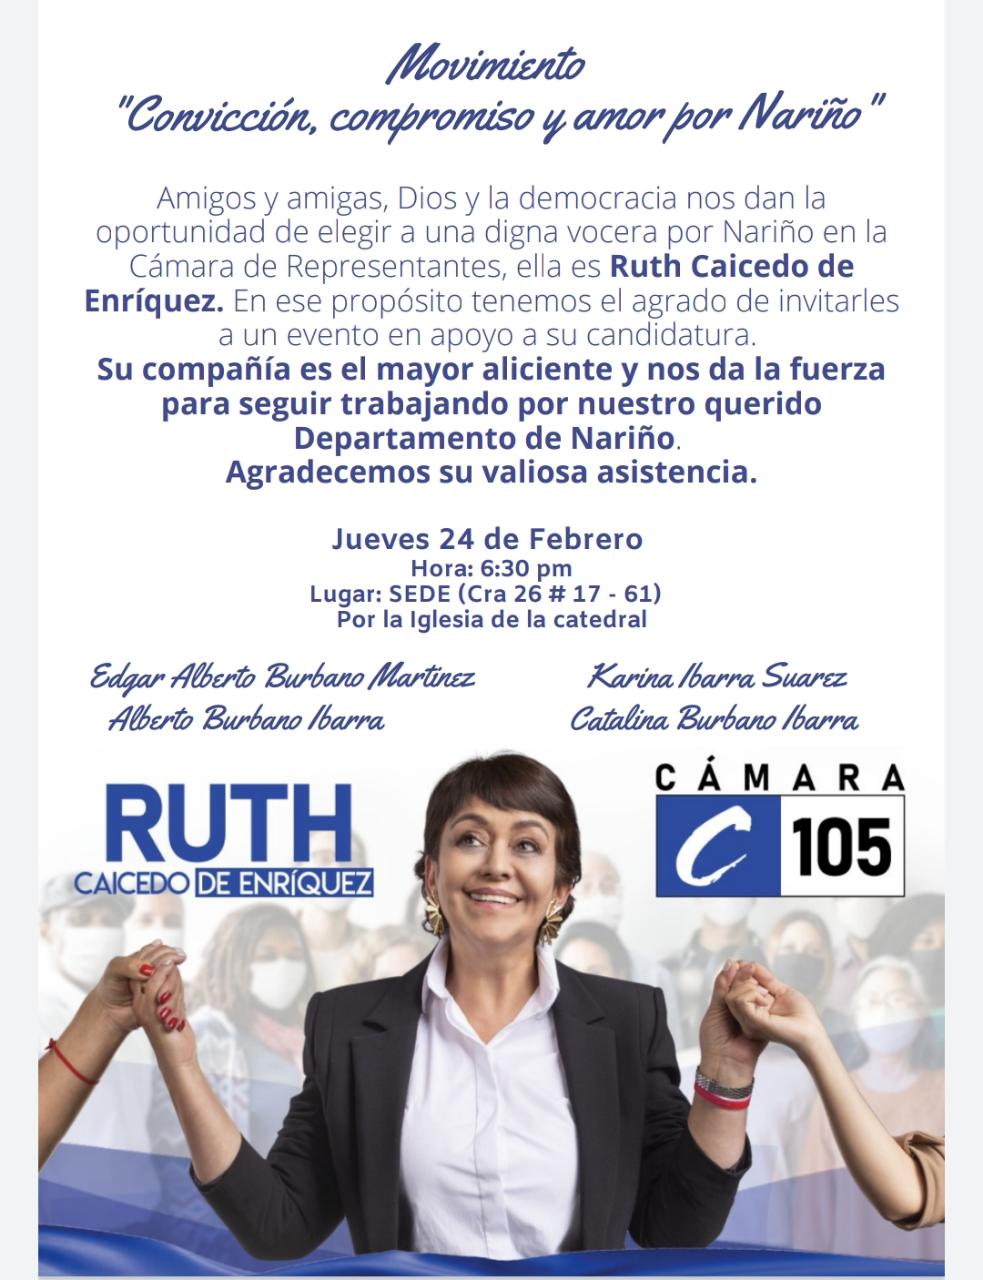 Movimiento
"Convicción, compromiso y amor por Nariño"
Amigos y amigas, Dios y la democracia nos dan la
oportunidad de elegir a una digna vocera por Nariño en la
Cámara de Representantes, ella es Ruth Caicedo de
Enríquez. En ese propósito tenemos el agrado de invitarles
a un evento en apoyo a su candidatura.
Su compañía es el mayor aliciente y nos da la fuerza
para seguir trabajando por nuestro querido
Departamento de Nariño.
Agradecemos su valiosa asistencia.
Jueves 24 de Febrero
Hora: 6:30 pm
Lugar: SEDE (Cra 26 # 17 - 61)
Por la Iglesia de la catedral
Edgar Alberto Burbano Martinez
Alberto Burbano Ibarra
Karina Ibarra Suarez
Catalina Burbano Ibarra
RUTH
CAICEDO DE ENRÍQUEZ
CÁMARA
C 105